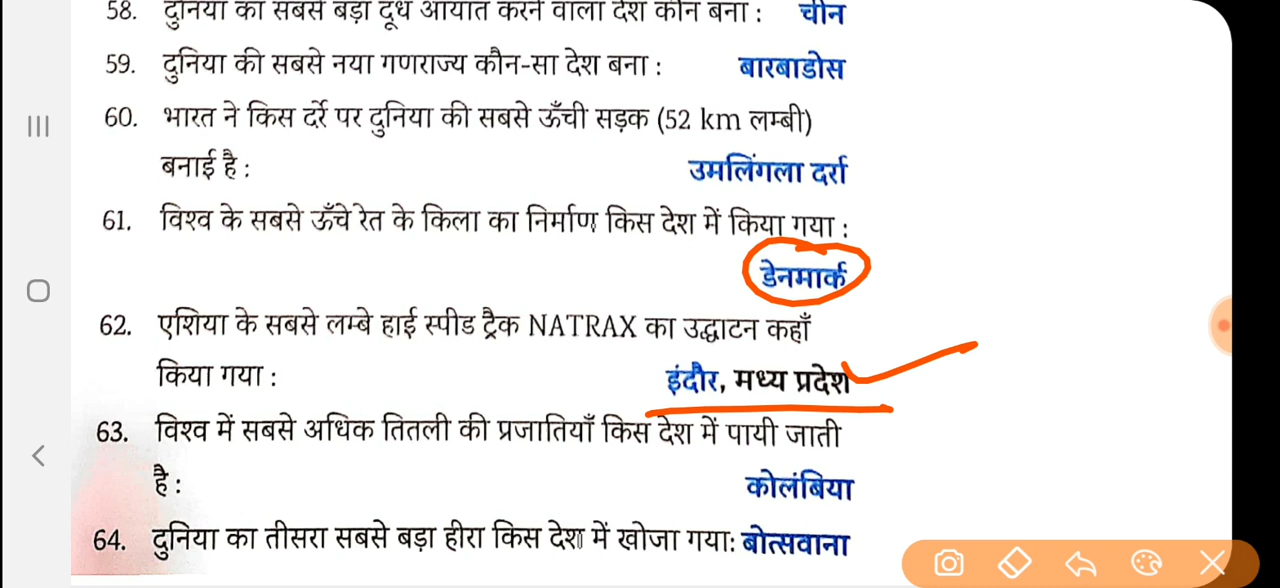 58. दुनिया का सबसे बड़ा दूध आयात करने वाला देश कौन बना : चीन
59. दुनिया की सबसे नया गणराज्य कौन-सा देश बना : बारबाडोस
60. भारत ने किस दर्रे पर दुनिया की सबसे ऊँची सड़क (52 km लम्बी)
बनाई है : उमलिंगला दर्रा
61. विश्व के सबसे ऊँचे रेत के किला का निर्माण किस देश में किया गया :
डेनमार्क
62. एशिया के सबसे लम्बे हाई स्पीड ट्रैक NATRAX का उद्घाटन कहाँ
किया गया : इंदौर, मध्य प्रदेश
63. विश्व में सबसे अधिक तितली की प्रजातियाँ किस देश में पायी जाती
है : कोलंबिया
64. दुनिया का तीसरा सबसे बड़ा हीरा किस देश में खोजा गया: बोत्सवाना